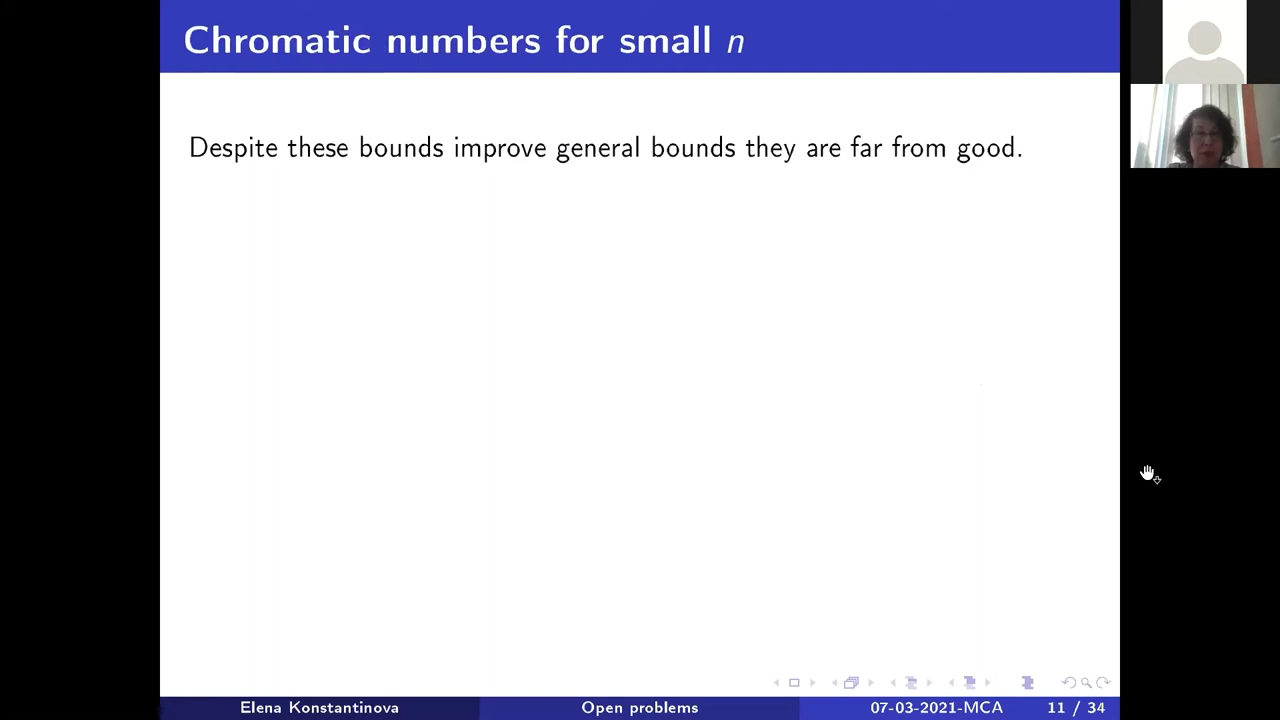 Chromatic numbers for small n
Despite these bounds improve general bounds they are far from good.
Elena Konstantinova
Open problems
07-03-2021-MCA
11 / 34